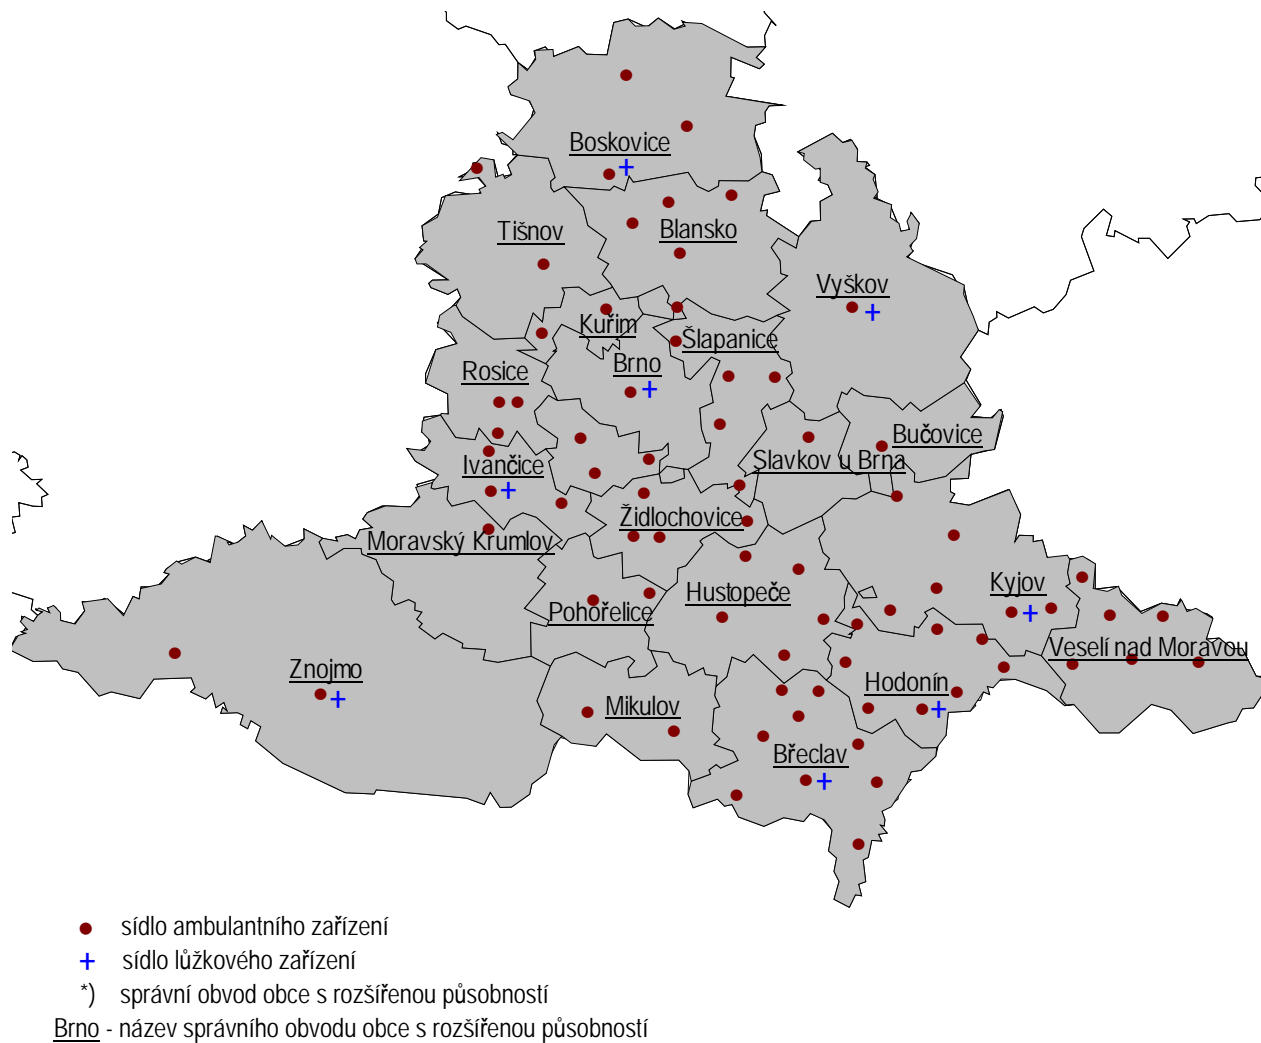 Boskovice
Tišnov
Blansko
Vyškov
Kuřim
Šlapanice
Brno
Rosice
Bučovice
Slavkov u Brna
Ivančice
Židlochovice
Moravský Krumlov
Kyjov
Hustopeče
Pohořelice
Veselí nad Moravou
Znojmo
Hodonín
Mikulov
Břeclav
sídlo ambulantního zařízení
sídlo lůžkového zařízení
*) správní obvod obce s rozšířenou působností
Brno - název správního obvodu obce s rozšířenou působností